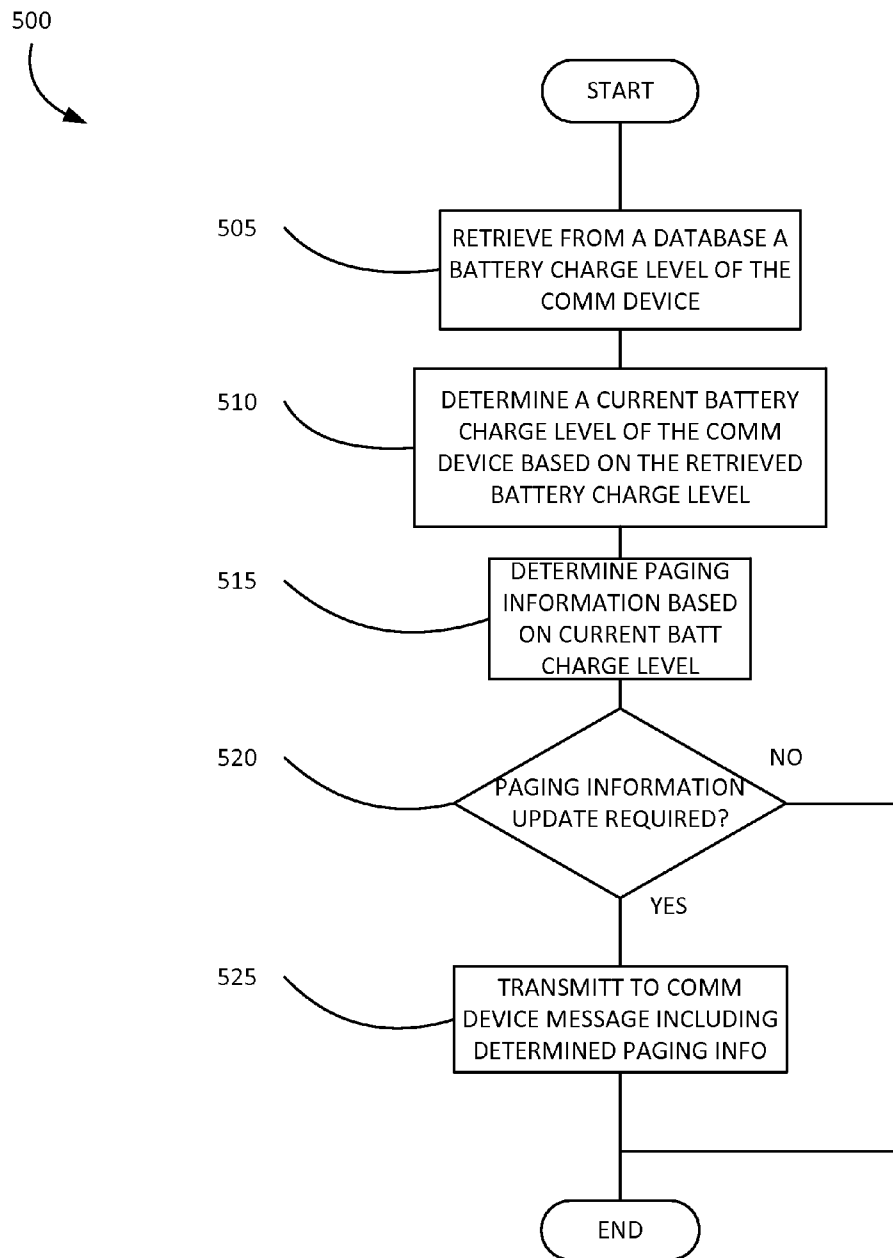 500
START
505
RETRIEVE FROM A DATABASE A
BATTERY CHARGE LEVEL OF THE
COMM DEVICE
510
DETERMINE A CURRENT BATTERY
CHARGE LEVEL OF THE COMM
DEVICE BASED ON THE RETRIEVED
BATTERY CHARGE LEVEL
515
DETERMINE PAGING
INFORMATION BASED
ON CURRENT BATT
CHARGE LEVEL
520
NO
PAGING INFORMATION
UPDATE REQUIRED?
YES
525
TRANSMITT TO COMM
DEVICE MESSAGE INCLUDING
DETERMINED PAGING INFO
END